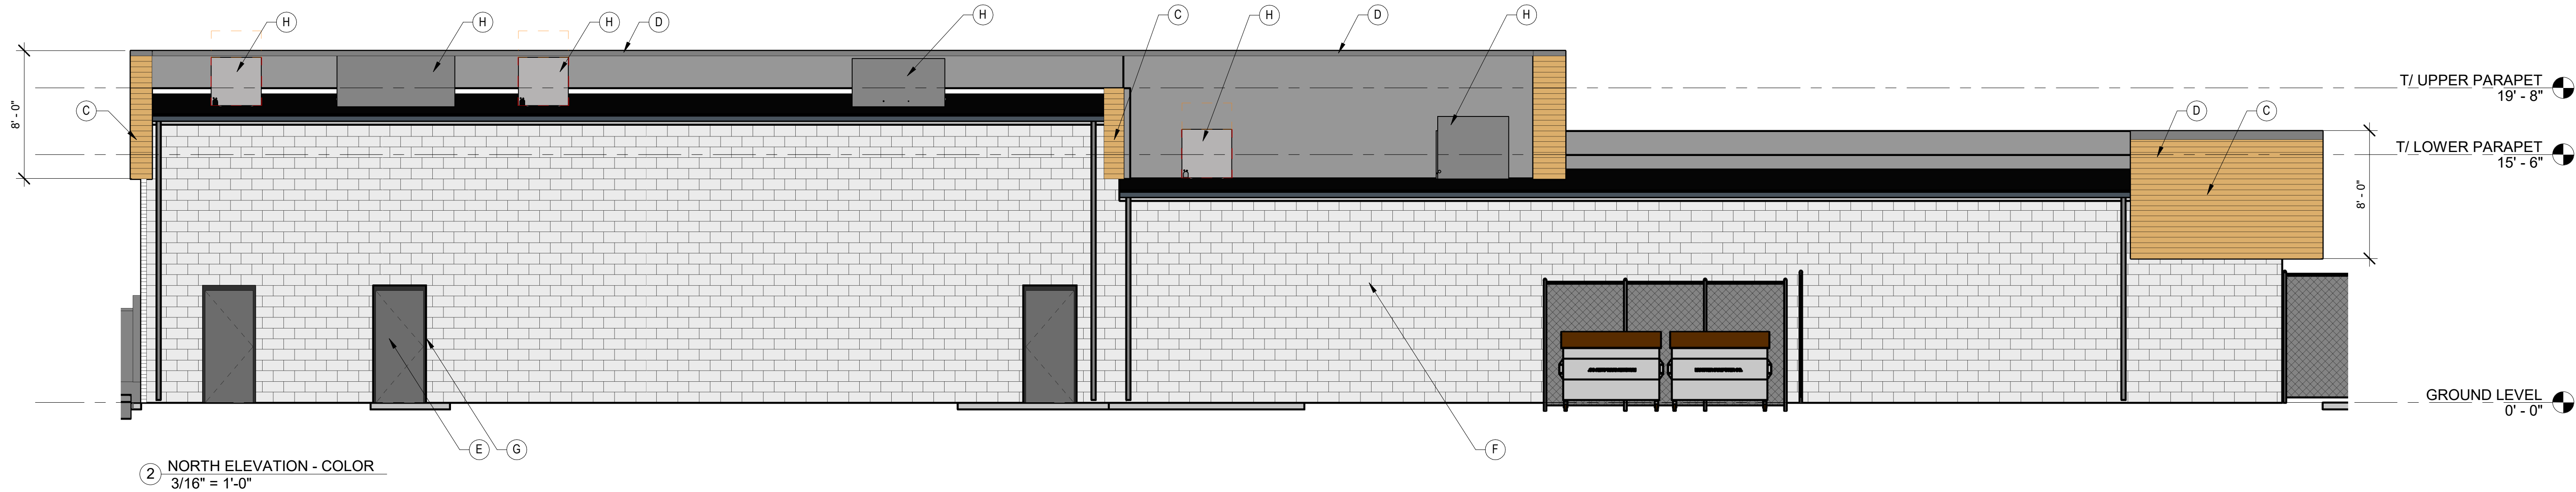 H
H
H
D
H
C
H
D
H
T/ UPPER PARAPET
19' - 8"
8' - 0"
C
D
C
T/ LOWER PARAPET
15' - 6"
H
8' - 0"
GROUND LEVEL
0' - 0"
E
G
F
2
NORTH ELEVATION - COLOR
3/16" = 1'-0"